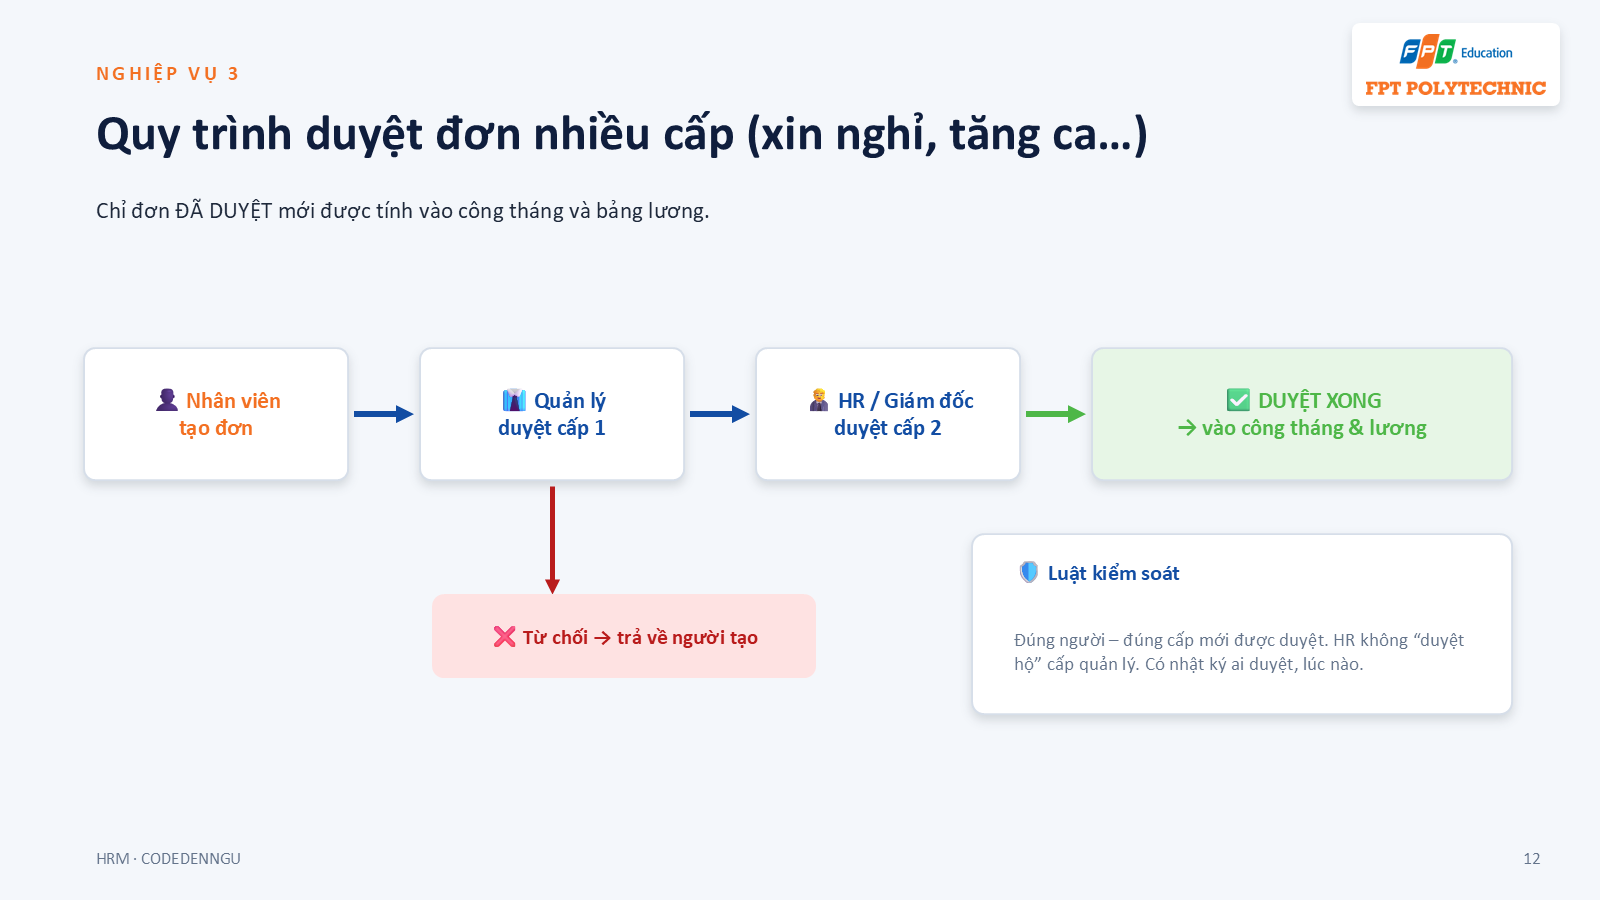 FPT Education
FPT POLYTECHNIC
NGHIỆP VỤ 3
Quy trình duyệt đơn nhiều cấp (xin nghỉ, tăng ca…)
Chỉ đơn ĐÃ DUYỆT mới được tính vào công tháng và bảng lương.
👤 Nhân viên
tạo đơn
👔 Quản lý
duyệt cấp 1
🧑‍💼 HR / Giám đốc
duyệt cấp 2
✅ DUYỆT XONG
→ vào công tháng & lương
❌ Từ chối → trả về người tạo
🛡️ Luật kiểm soát
Đúng người – đúng cấp mới được duyệt. HR không “duyệt
hộ” cấp quản lý. Có nhật ký ai duyệt, lúc nào.
HRM · CODEDENNGU
12